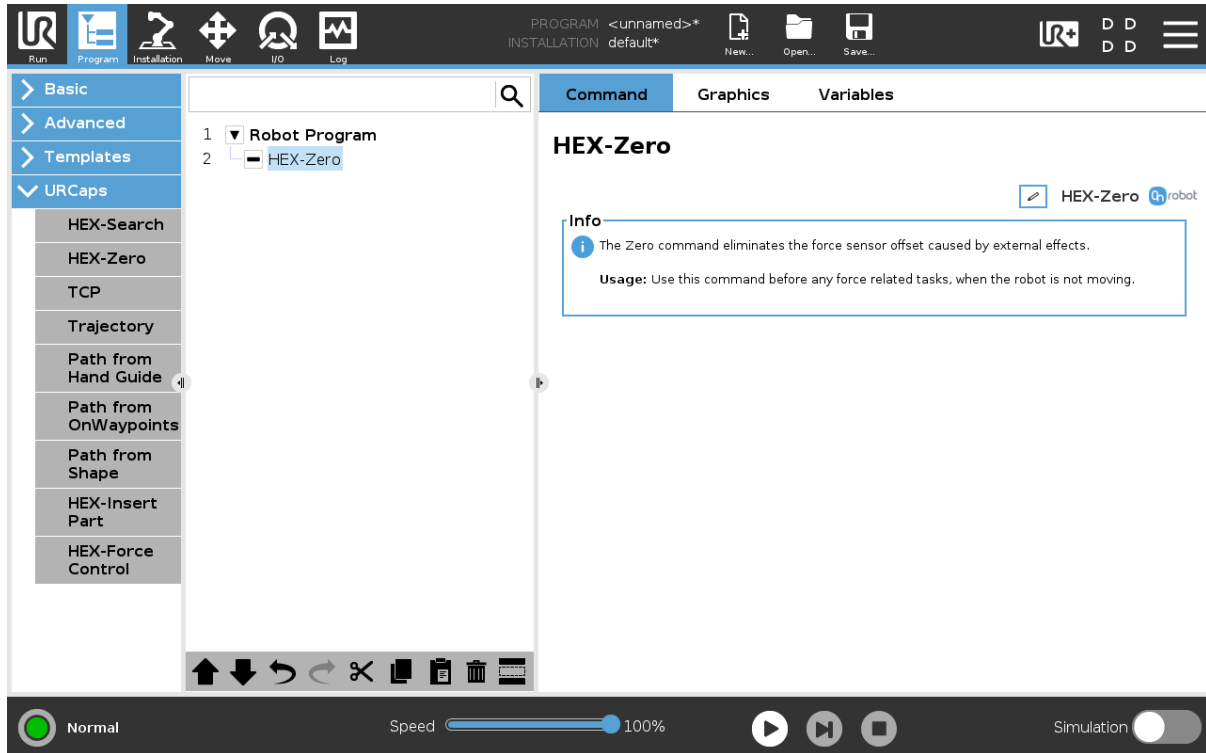 PROGRAM <unnamed>*
INSTALLATION default*
New...
Open...
Save...
UR+
D D
D D
UR
Run
Program
Installation
Move
I/O
Log
Basic
Advanced
Templates
URCaps
HEX-Search
HEX-Zero
TCP
Trajectory
Path from
Hand Guide
Path from
OnWaypoints
Path from
Shape
HEX-Insert
Part
HEX-Force
Control
1 Robot Program
2 HEX-Zero
Command
Graphics
Variables
HEX-Zero
HEX-Zero On robot
Info
The Zero command eliminates the force sensor offset caused by external effects.
Usage: Use this command before any force related tasks, when the robot is not moving.
Normal
Speed
100%
Simulation